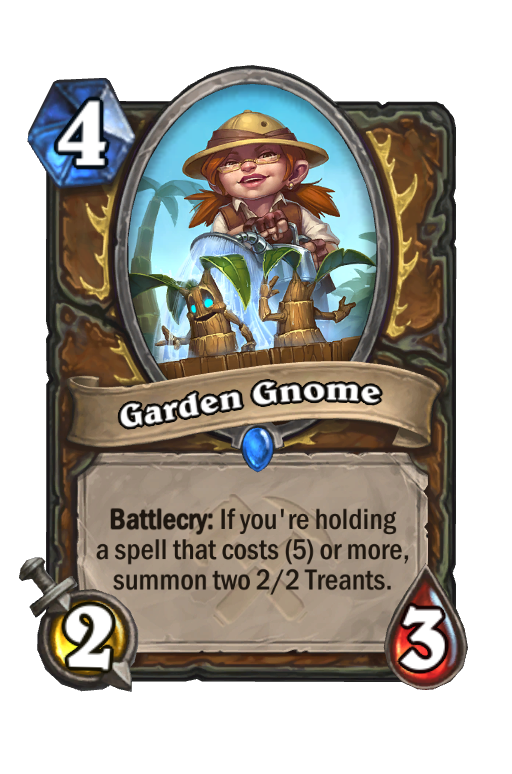 4
Garden Gnome
Battlecry: If you're holding
a spell that costs (5) or more,
summon two 2/2 Treants.
2
3